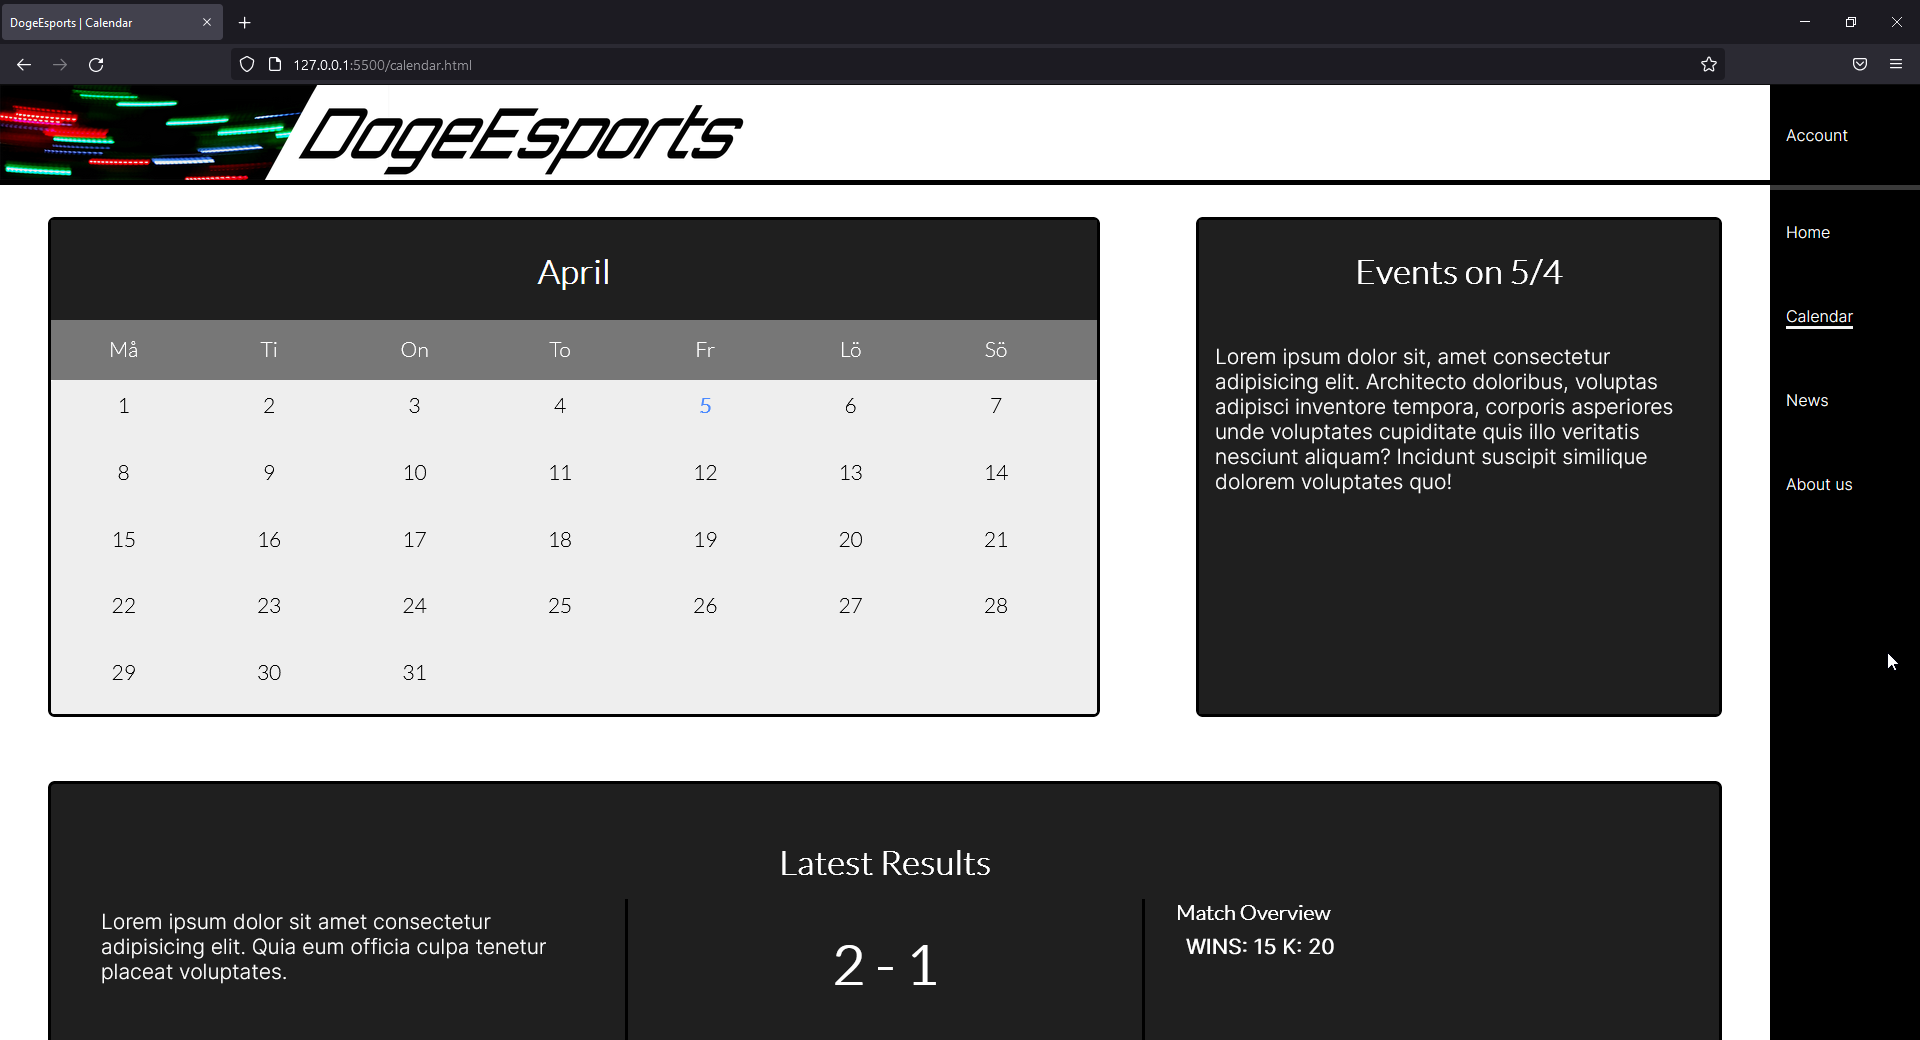 DogeEsports | Calendar
127.0.0.1:5500/calendar.html
DogeEsports
Account
Home
Calendar
News
About us
April
Må Ti On To Fr Lö Sö
1 2 3 4 5 6 7
8 9 10 11 12 13 14
15 16 17 18 19 20 21
22 23 24 25 26 27 28
29 30 31
Events on 5/4
Lorem ipsum dolor sit, amet consectetur
adipisicing elit. Architecto doloribus, voluptas
adipisci inventore tempora, corporis asperiores
unde voluptates cupiditate quis illo veritatis
nesciunt aliquam? Incidunt suscipit similique
dolorem voluptates quo!
Latest Results
Lorem ipsum dolor sit amet consectetur
adipisicing elit. Quia eum officia culpa tenetur
placeat voluptates.
2 - 1
Match Overview
WINS: 15 K: 20